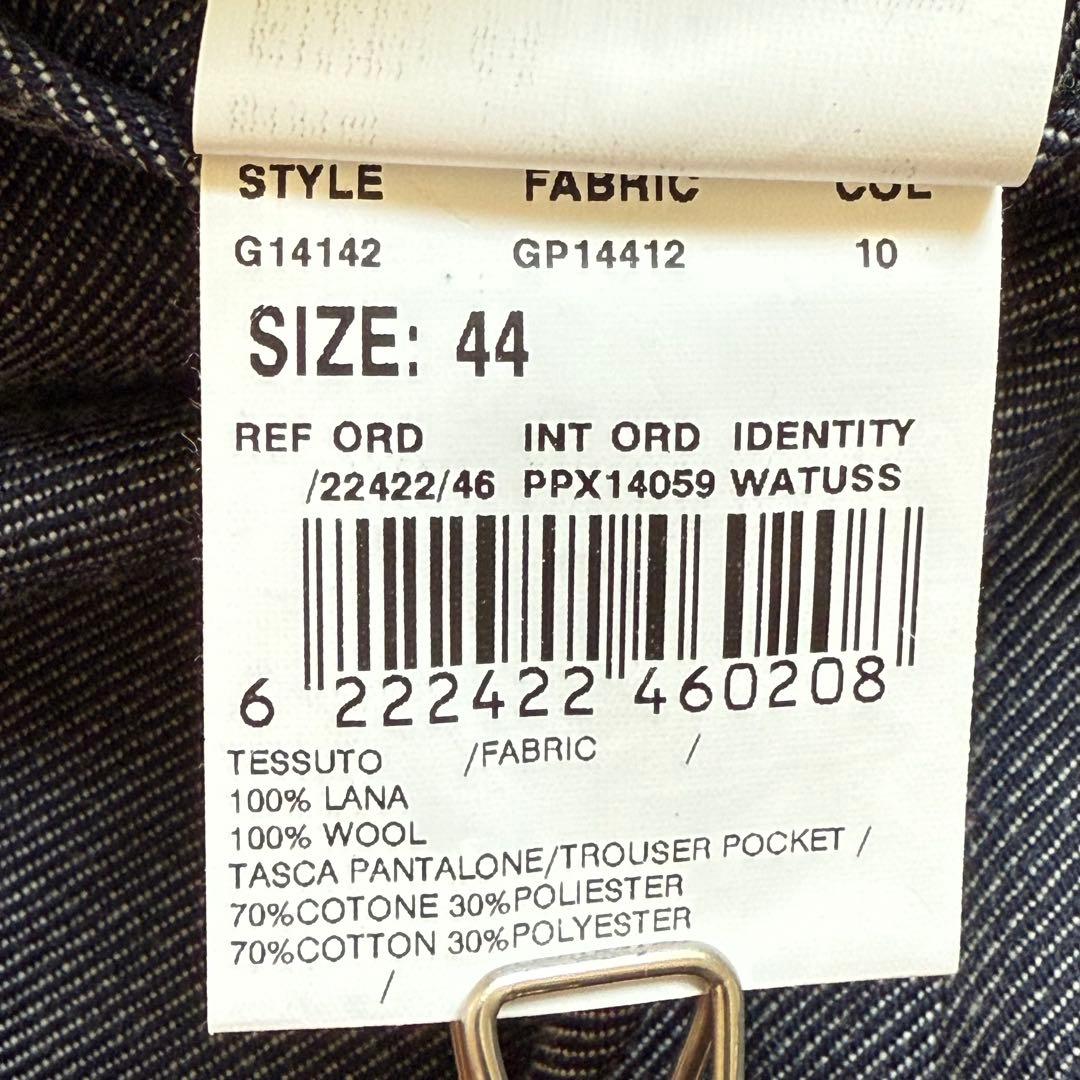 STYLE FABRIC COL
G14142 GP14412 10
SIZE: 44
REF ORD INT ORD IDENTITY
/22422/46 PPX14059 WATUSS
6 222422 460208
TESSUTO /FABRIC /
100% LANA
100% WOOL
TASCA PANTALONE/TROUSER POCKET /
70%COTONE 30%POLIESTER
70%COTTON 30%POLYESTER
/